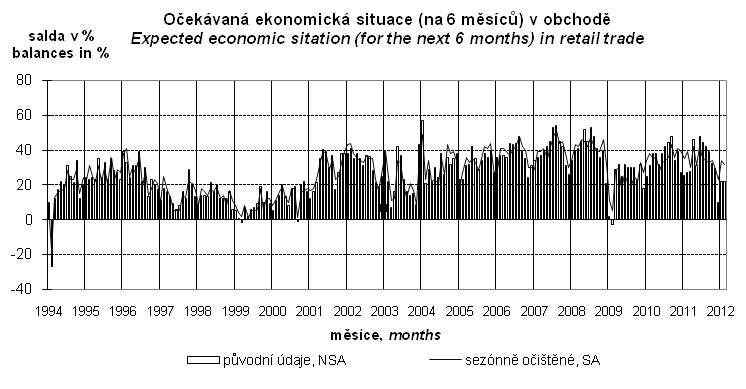 Očekávaná ekonomická situace (na 6 měsíců) v obchodě
salda v %
Expected economic sitation (for the next 6 months) in retail trade
balances in %
80
60
40
20
0
-20
-40
1994 1995 1996 1997 1998 1999 2000 2001 2002 2003 2004 2005 2006 2007 2008 2009 2010 2011 2012
měsíce, months
původní údaje, NSA sezónně očištěné, SA